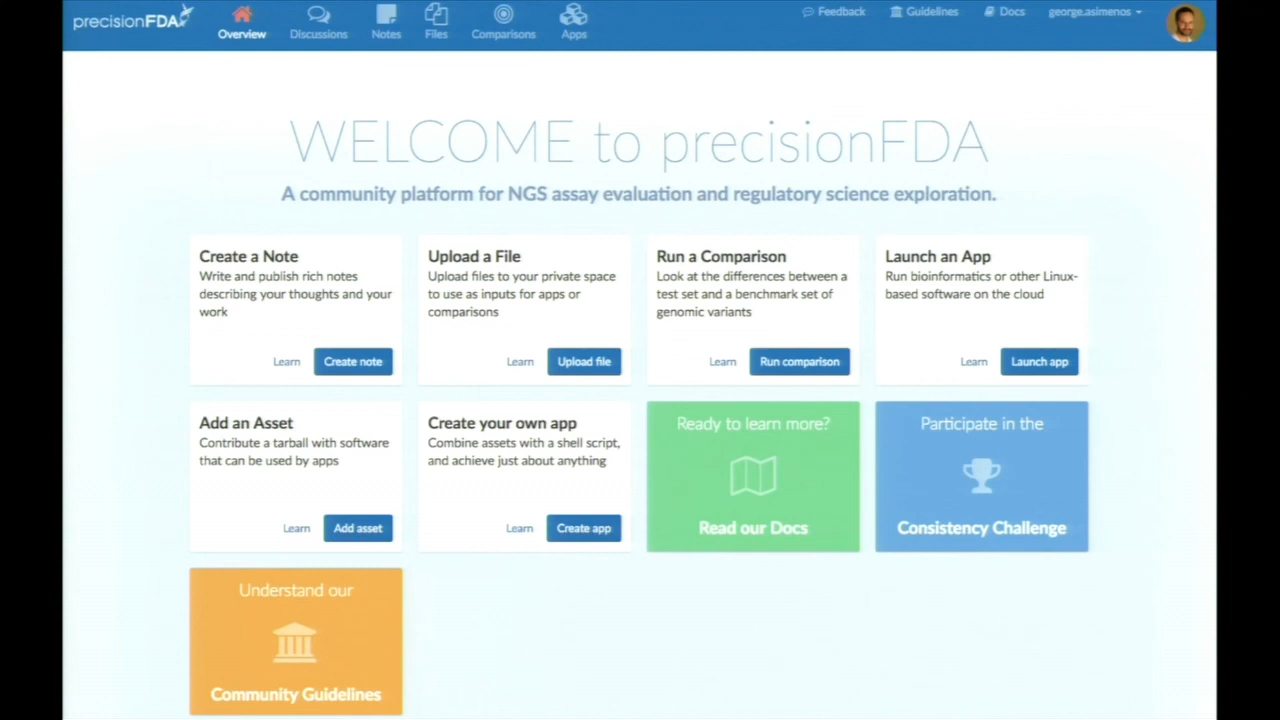 precisionFDA
Overview
Discussions
Notes
Files
Comparisons
Apps
Feedback
Guidelines
Docs
george.asimenos
WELCOME to precisionFDA
A community platform for NGS assay evaluation and regulatory science exploration.
Create a Note
Write and publish rich notes
describing your thoughts and your
work
Learn
Create note
Upload a File
Upload files to your private space
to use as inputs for apps or
comparisons
Learn
Upload file
Run a Comparison
Look at the differences between a
test set and a benchmark set of
genomic variants
Learn
Run comparison
Launch an App
Run bioinformatics or other Linux-
based software on the cloud
Learn
Launch app
Add an Asset
Contribute a tarball with software
that can be used by apps
Learn
Add asset
Create your own app
Combine assets with a shell script,
and achieve just about anything
Learn
Create app
Ready to learn more?
Read our Docs
Participate in the
Consistency Challenge
Understand our
Community Guidelines